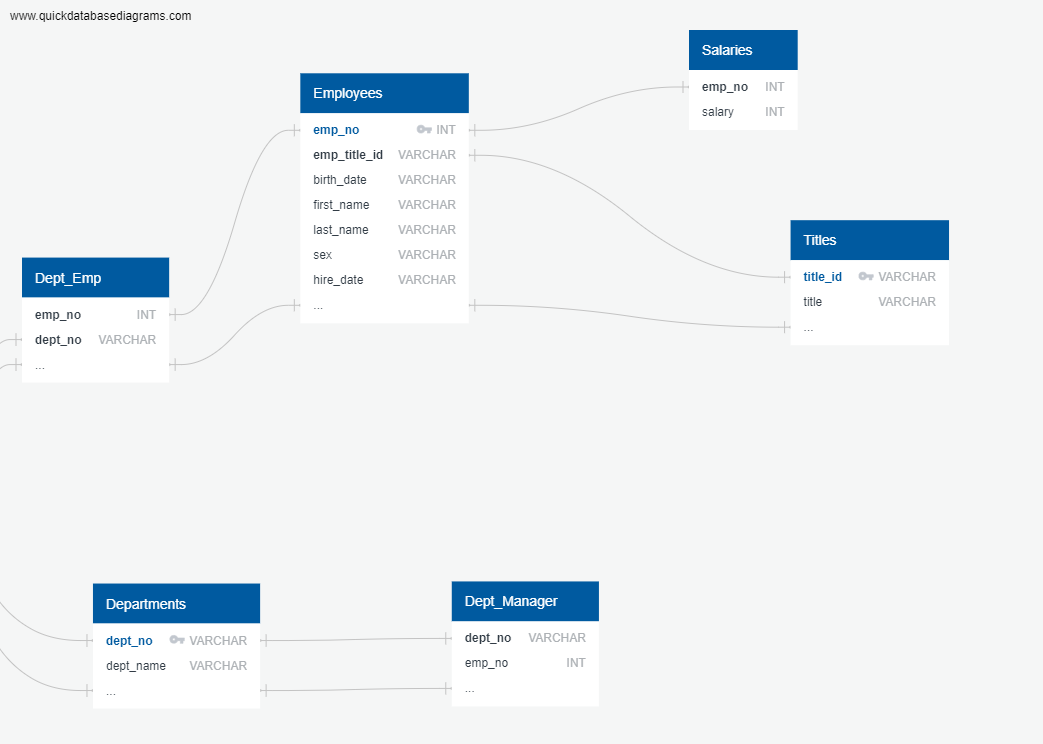 www.quickdatabasediagrams.com
Salaries
emp_no INT
salary INT
Employees
emp_no INT
emp_title_id VARCHAR
birth_date VARCHAR
first_name VARCHAR
last_name VARCHAR
sex VARCHAR
hire_date VARCHAR
...
Titles
title_id VARCHAR
title VARCHAR
...
Dept_Emp
emp_no INT
dept_no VARCHAR
...
Departments
dept_no VARCHAR
dept_name VARCHAR
...
Dept_Manager
dept_no VARCHAR
emp_no INT
...